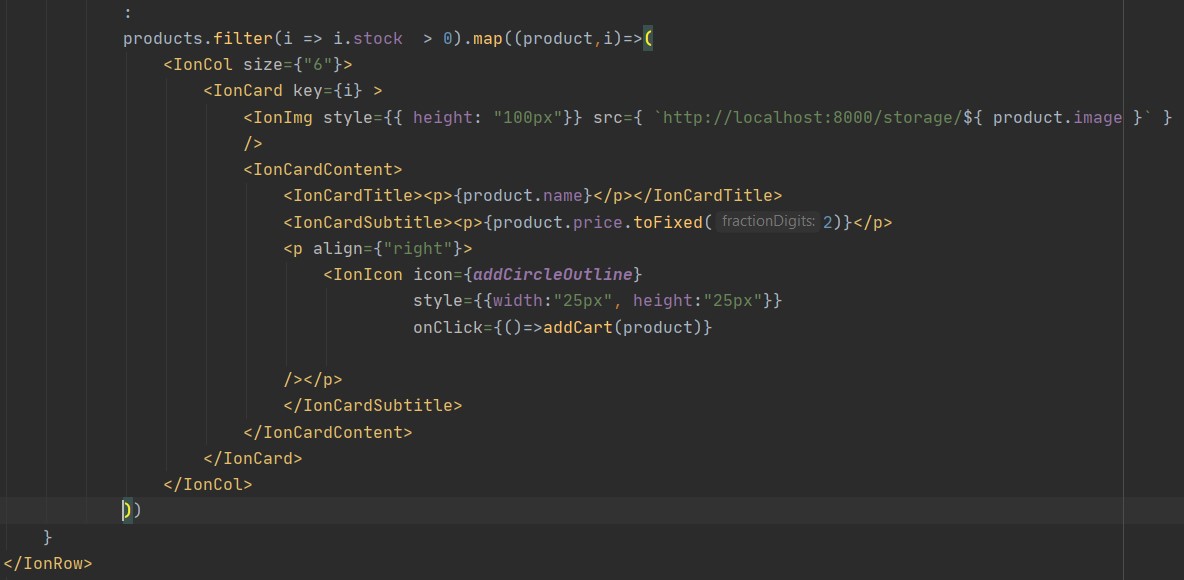 :
products.filter(i => i.stock  > 0).map((product,i)=>(
    <IonCol size={"6"}>
        <IonCard key={i} >
            <IonImg style={{ height: "100px"}} src={ `http://localhost:8000/storage/${ product.image }` }
            />
            <IonCardContent>
                <IonCardTitle><p>{product.name}</p></IonCardTitle>
                <IonCardSubtitle><p>{product.price.toFixed( fractionDigits: 2)}</p>
                <p align={"right"}>
                    <IonIcon icon={addCircleOutline}
                             style={{width:"25px", height:"25px"}}
                             onClick={()=>addCart(product)}
                /></p>
                </IonCardSubtitle>
            </IonCardContent>
        </IonCard>
    </IonCol>
))
}
</IonRow>